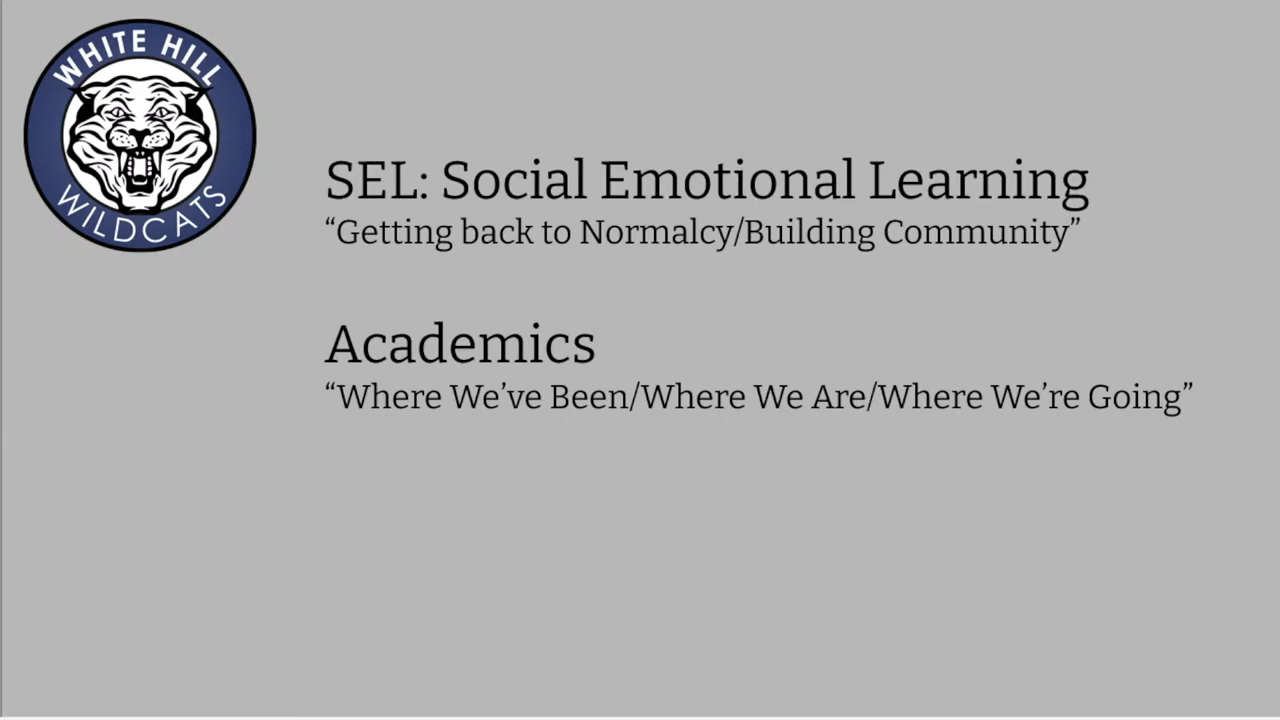 WHITE HILL
WILDCATS
SEL: Social Emotional Learning
“Getting back to Normalcy/Building Community”
Academics
“Where We’ve Been/Where We Are/Where We’re Going”